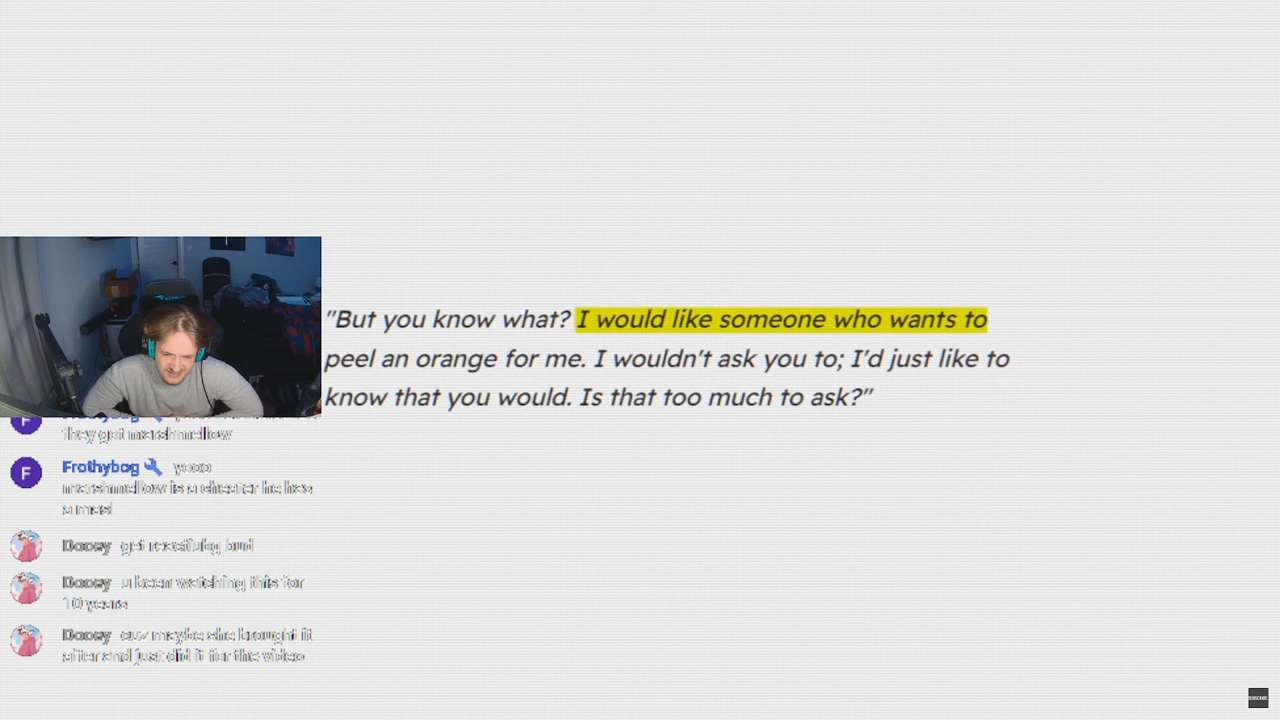 "But you know what? I would like someone who wants to
peel an orange for me. I wouldn't ask you to; I'd just like to
know that you would. Is that too much to ask?"
they got marshmellow
F
Frothybog yooo
marshmellow is a cheater he has
a masl
Dooey get reactiubg bud
Dooey u been watching this for
10 years
Dooey cuz maybe she brought it
after and just did it for the video
SUBSCRIBE